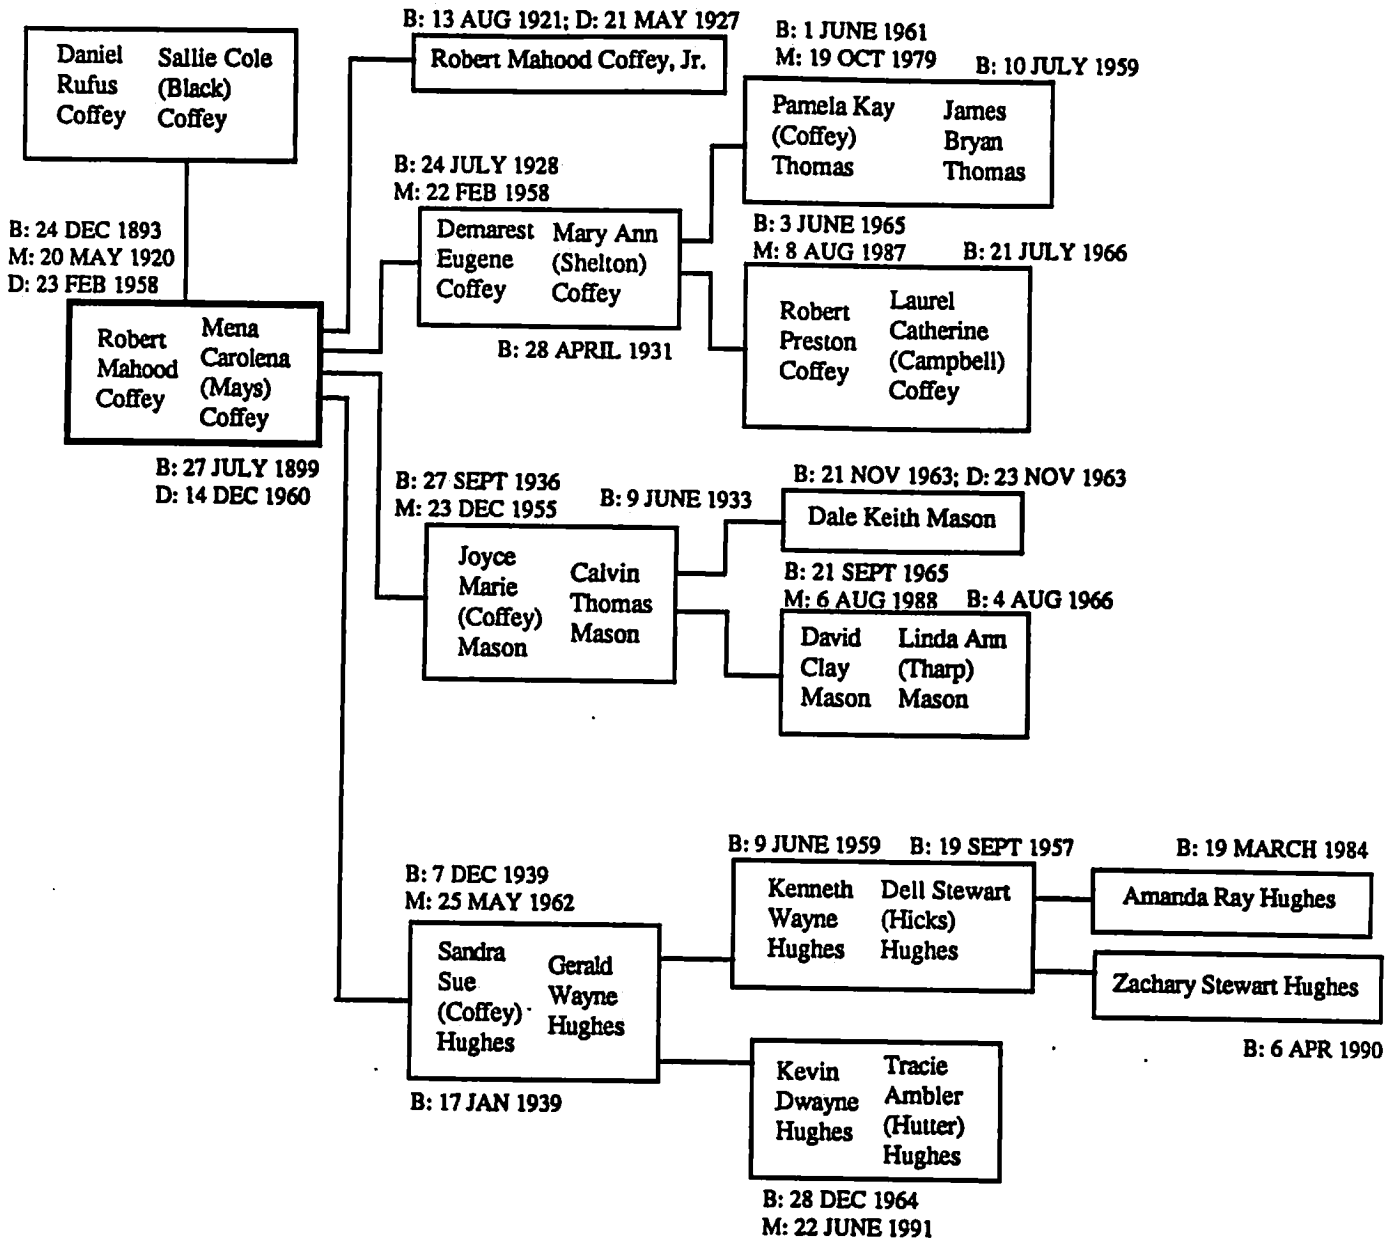 Daniel Rufus Coffey
Sallie Cole (Black) Coffey
B: 24 DEC 1893
M: 20 MAY 1920
D: 23 FEB 1958
Robert Mahood Coffey
Mena Carolena (Mays) Coffey
B: 27 JULY 1899
D: 14 DEC 1960
B: 13 AUG 1921; D: 21 MAY 1927
Robert Mahood Coffey, Jr.
B: 24 JULY 1928
M: 22 FEB 1958
Demarest Eugene Coffey
Mary Ann (Shelton) Coffey
B: 28 APRIL 1931
B: 1 JUNE 1961
M: 19 OCT 1979
B: 10 JULY 1959
Pamela Kay (Coffey) Thomas
James Bryan Thomas
B: 3 JUNE 1965
M: 8 AUG 1987
B: 21 JULY 1966
Robert Preston Coffey
Laurel Catherine (Campbell) Coffey
B: 27 SEPT 1936
M: 23 DEC 1955
B: 9 JUNE 1933
Joyce Marie (Coffey) Mason
Calvin Thomas Mason
B: 21 NOV 1963; D: 23 NOV 1963
Dale Keith Mason
B: 21 SEPT 1965
M: 6 AUG 1988
B: 4 AUG 1966
David Clay Mason
Linda Ann (Tharp) Mason
B: 7 DEC 1939
M: 25 MAY 1962
Sandra Sue (Coffey) Hughes
Gerald Wayne Hughes
B: 17 JAN 1939
B: 9 JUNE 1959
B: 19 SEPT 1957
Kenneth Wayne Hughes
Dell Stewart (Hicks) Hughes
B: 19 MARCH 1984
Amanda Ray Hughes
Zachary Stewart Hughes
B: 6 APR 1990
Kevin Dwayne Hughes
Tracie Ambler (Hutter) Hughes
B: 28 DEC 1964
M: 22 JUNE 1991